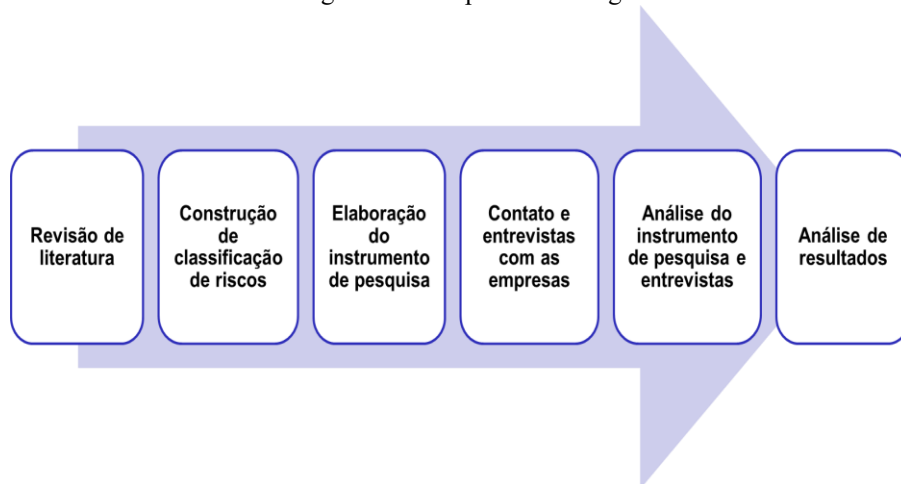 Revisão de
literatura
Construção
de
classificação
de riscos
Elaboração
do
instrumento
de pesquisa
Contato e
entrevistas
com as
empresas
Análise do
instrumento
de pesquisa e
entrevistas
Análise de
resultados